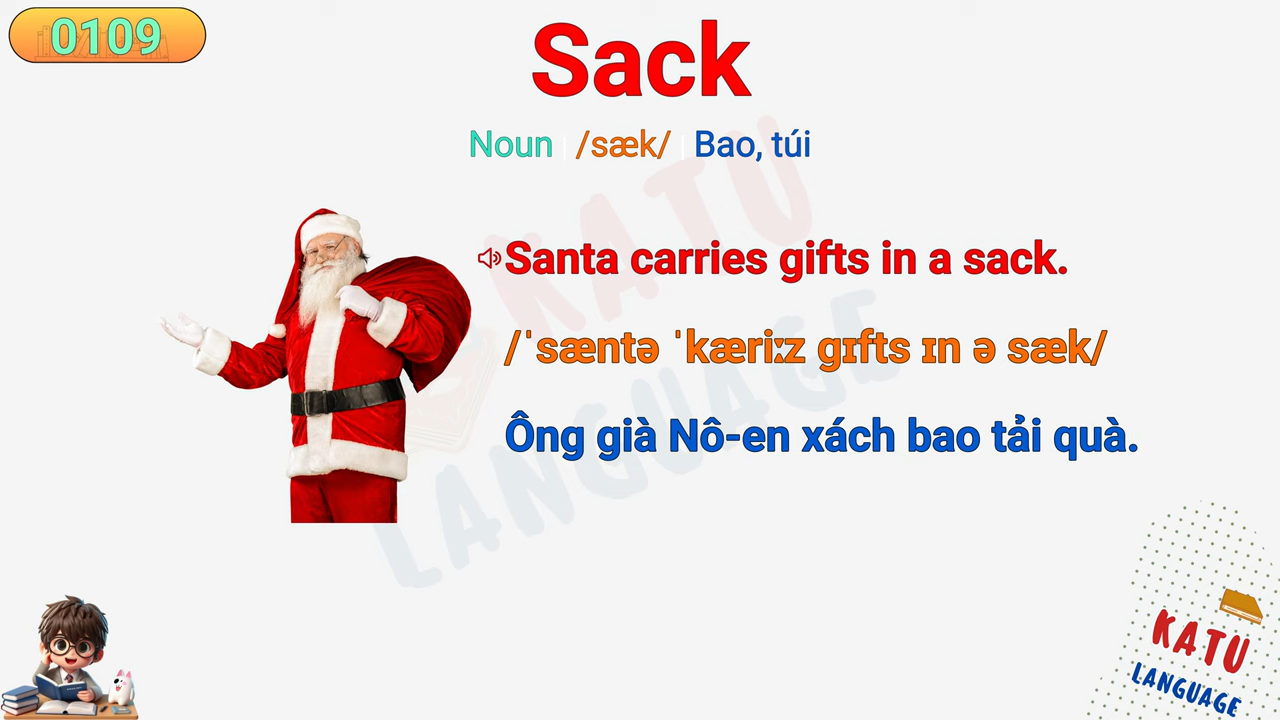 0109
Sack
Noun | /sæk/ | Bao, túi
Santa carries gifts in a sack.
/ˈsæntə ˈkæriːz gɪfts ɪn ə sæk/
Ông già Nô-en xách bao tải quà.
KATU
LANGUAGE
KATU
LANGUAGE